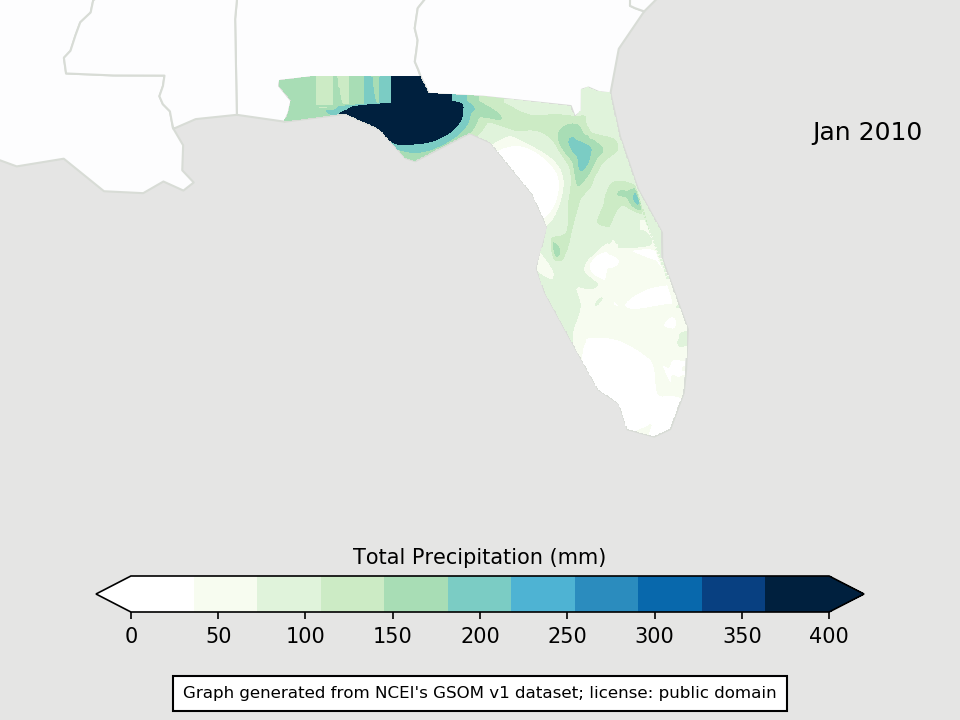 Jan 2010
Total Precipitation (mm)
0 50 100 150 200 250 300 350 400
Graph generated from NCEI's GSOM v1 dataset; license: public domain